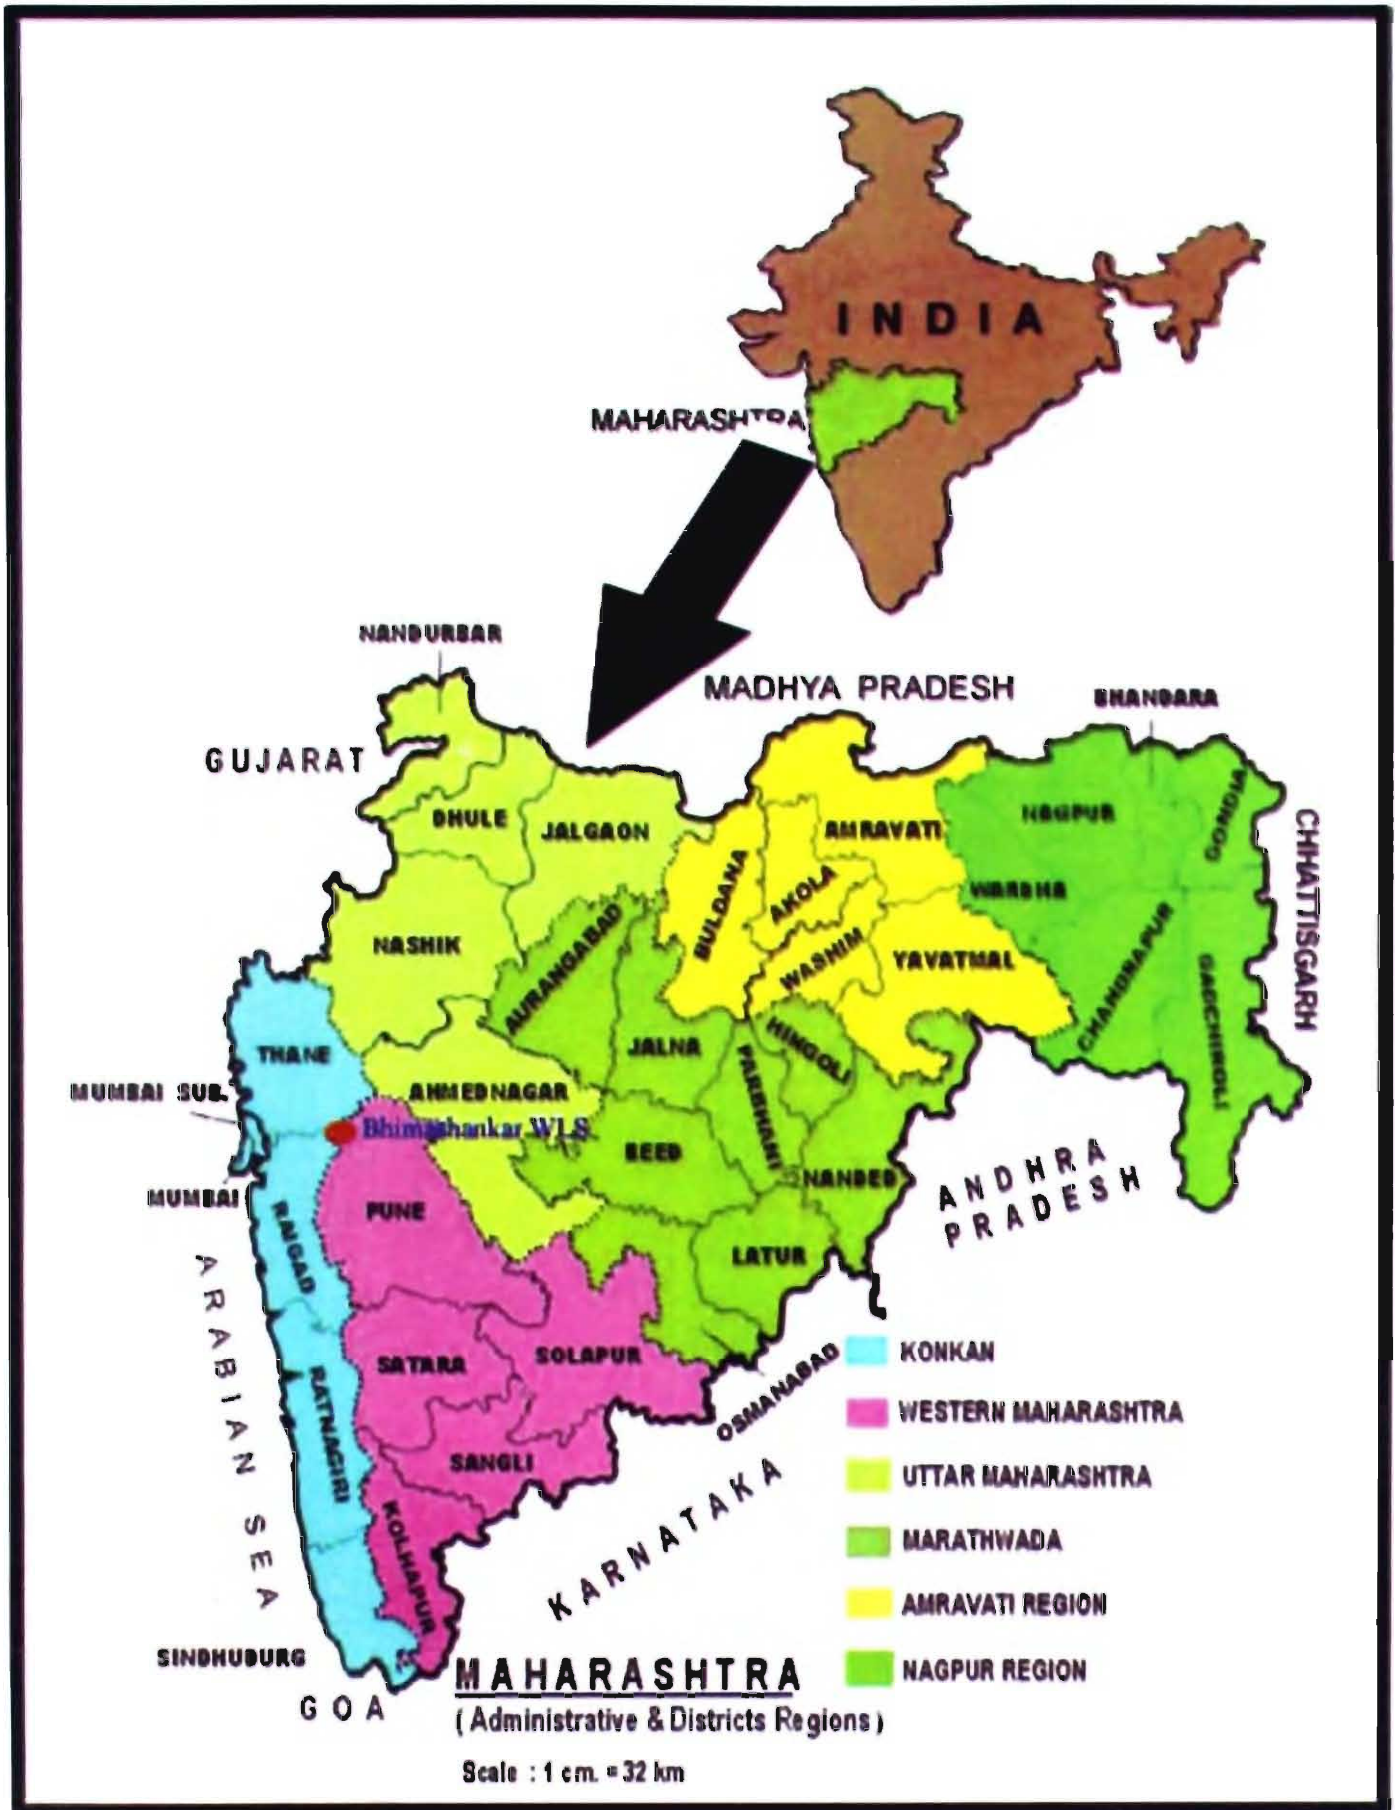 INDIA
MAHARASHTRA
NANDURBAR
MADHYA PRADESH
BHANDARA
GUJARAT
DHULE
JALGAON
AMRAVATI
NAGPUR
GONDIA
CHHATTISGARH
BULDANA
AKOLA
WARDHA
NASHIK
AURANGABAD
WASHIM
YAVATMAL
CHANDRAPUR
GADCHIROLI
THANE
JALNA
HINGOLI
PARBHANI
MUMBAI SUB.
AHMEDNAGAR
Bhimashankar WLS
BEED
NANDED
ANDHRA
PRADESH
MUMBAI
RAIGAD
PUNE
LATUR
ARABIAN SEA
SATARA
SOLAPUR
OSMANABAD
RATNAGIRI
SANGLI
KOLHAPUR
KARNATAKA
KONKAN
WESTERN MAHARASHTRA
UTTAR MAHARASHTRA
MARATHWADA
AMRAVATI REGION
NAGPUR REGION
SINDHUDURG
GOA
MAHARASHTRA
( Administrative & Districts Regions )
Scale : 1 cm. = 32 km